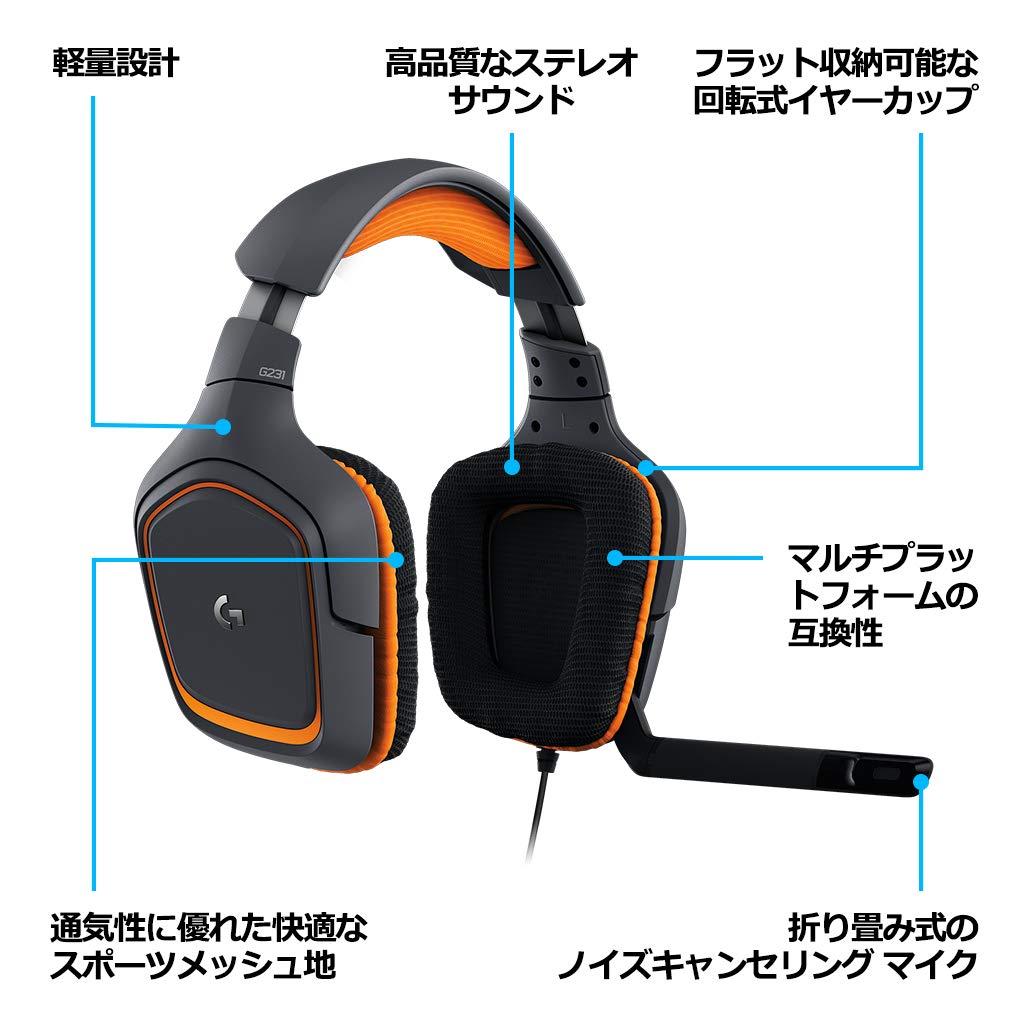 軽量設計
高品質なステレオ
サウンド
フラット収納可能な
回転式イヤーカップ
G231
L
G
マルチプラッ
トフォームの
互換性
通気性に優れた快適な
スポーツメッシュ地
折り畳み式の
ノイズキャンセリング マイク